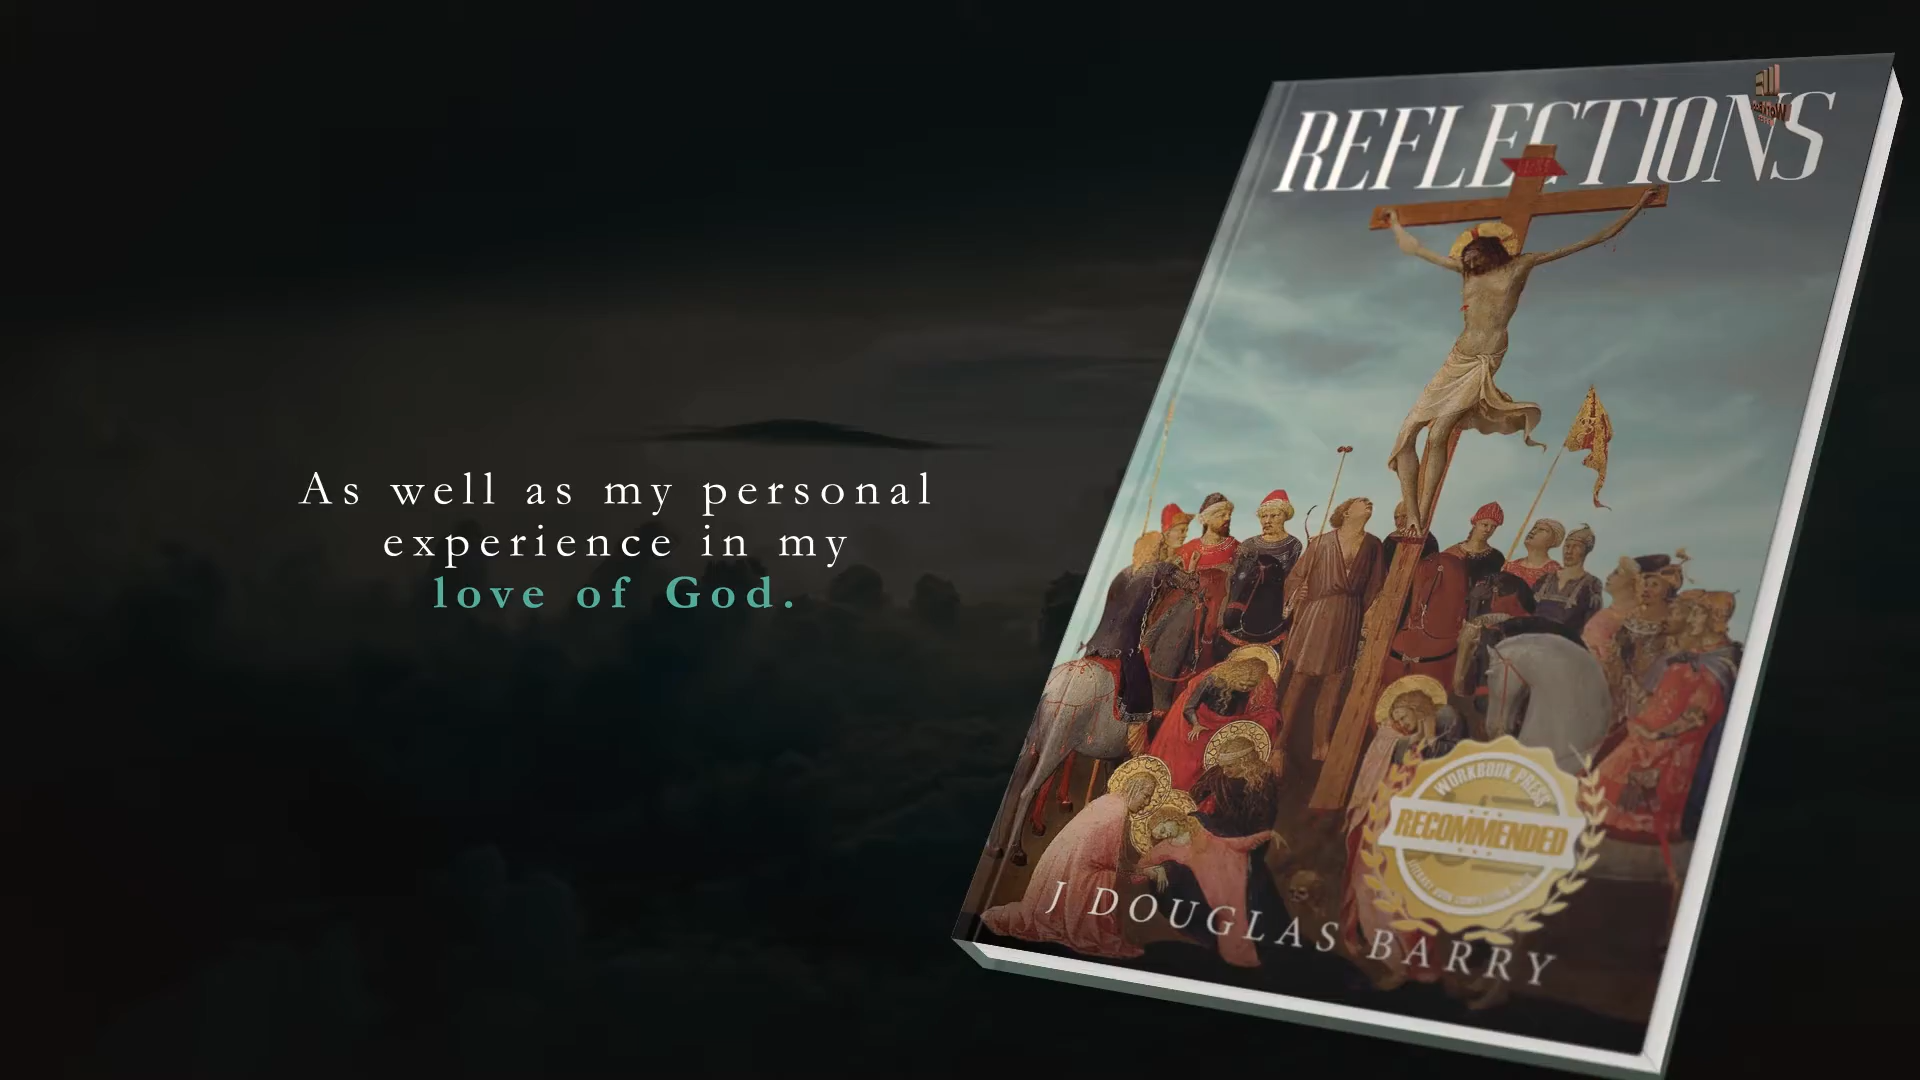 As well as my personal
experience in my
love of God.
REFLECTIONS
WORKBOOK PRESS
RECOMMENDED
J DOUGLAS BARRY